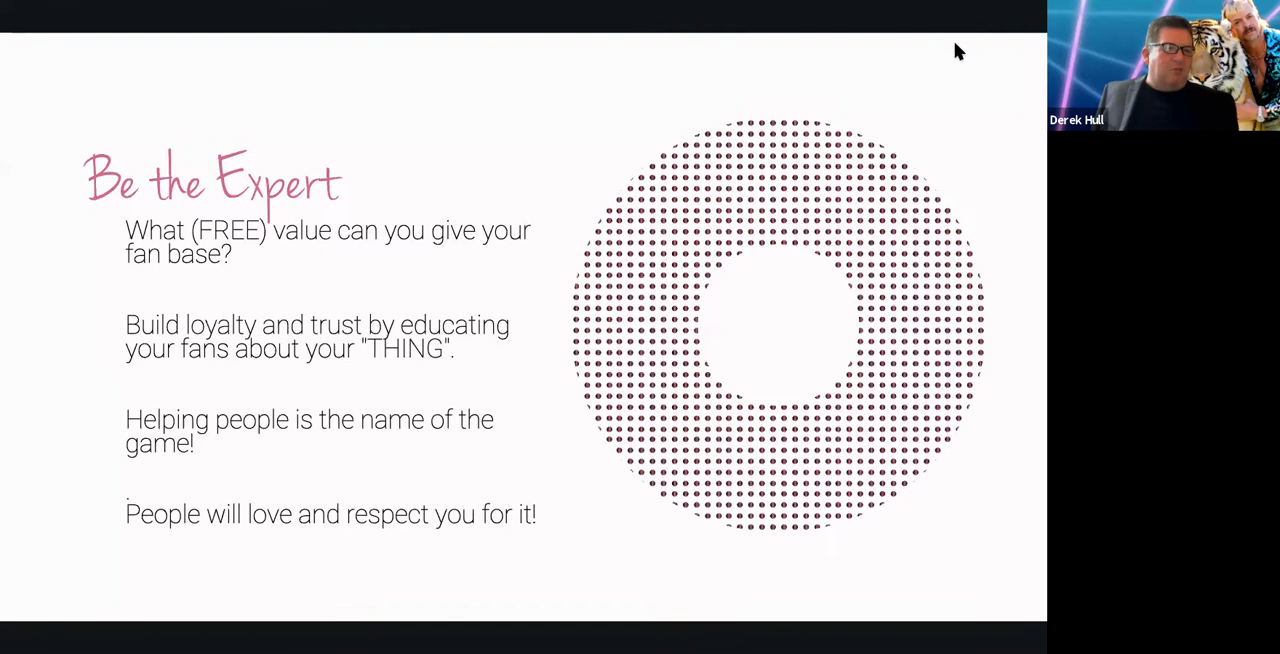 Be the Expert
What (FREE) value can you give your
fan base?
Build loyalty and trust by educating
your fans about your "THING".
Helping people is the name of the
game!
.
People will love and respect you for it!
Derek Hull